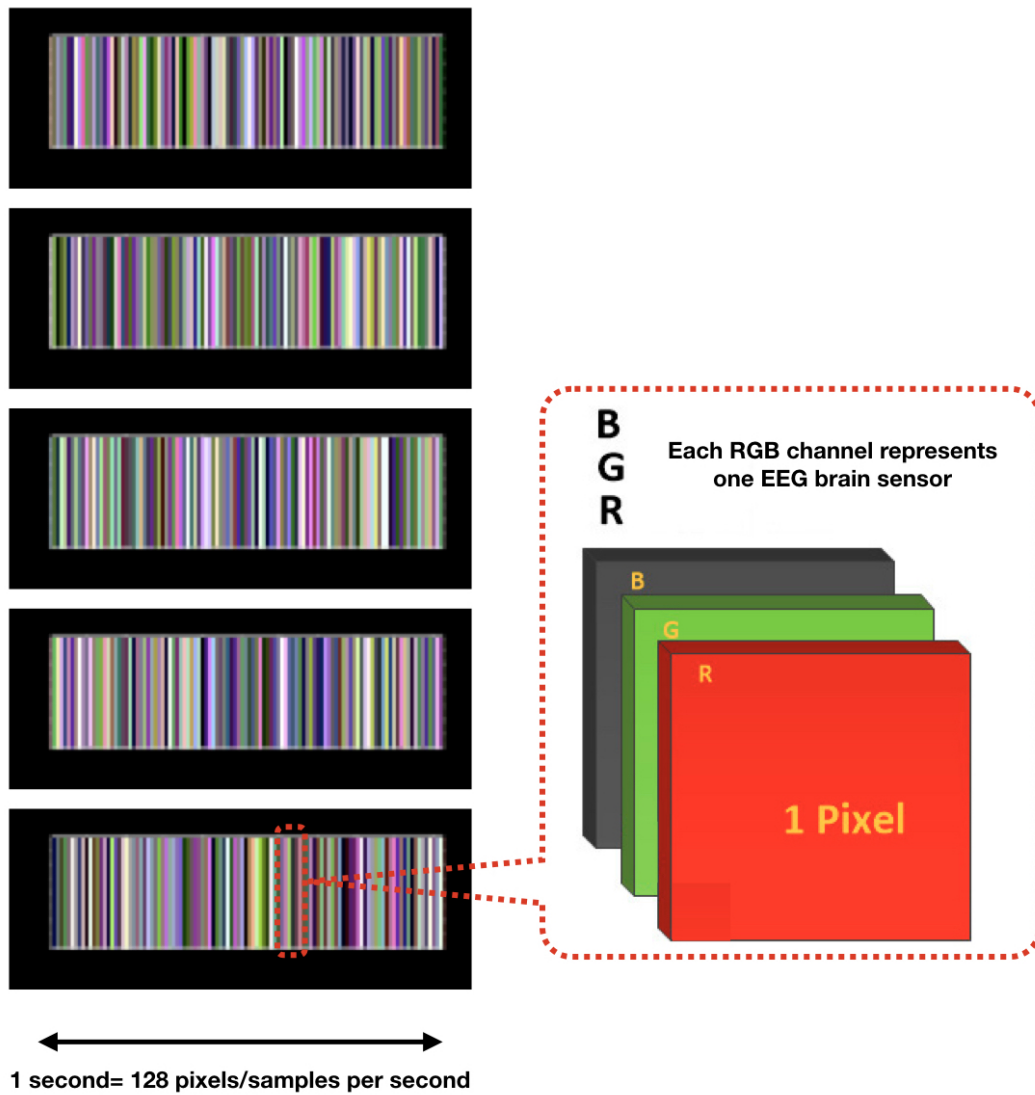 B
G
R
Each RGB channel represents
one EEG brain sensor
B
G
R
1 Pixel
1 second= 128 pixels/samples per second